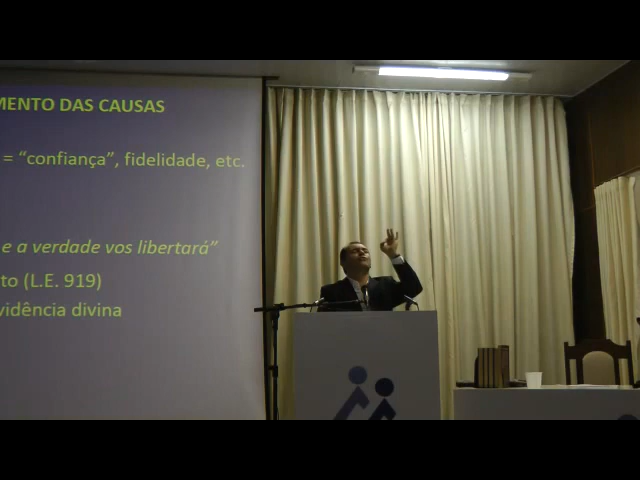 MENTO DAS CAUSAS
= “confiança”, fidelidade, etc.
e a verdade vos libertará”
to (L.E. 919)
vidência divina